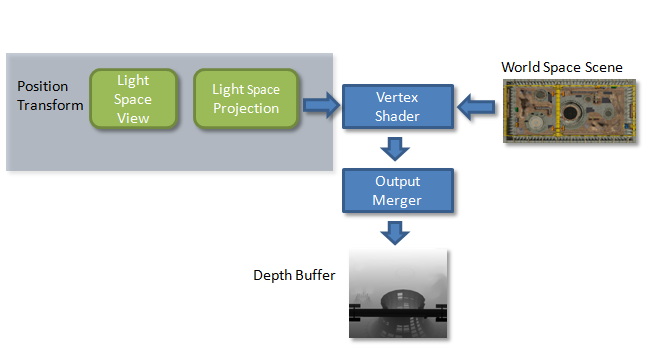 Position
Transform
Light
Space
View
Light Space
Projection
Vertex
Shader
World Space Scene
Output
Merger
Depth Buffer